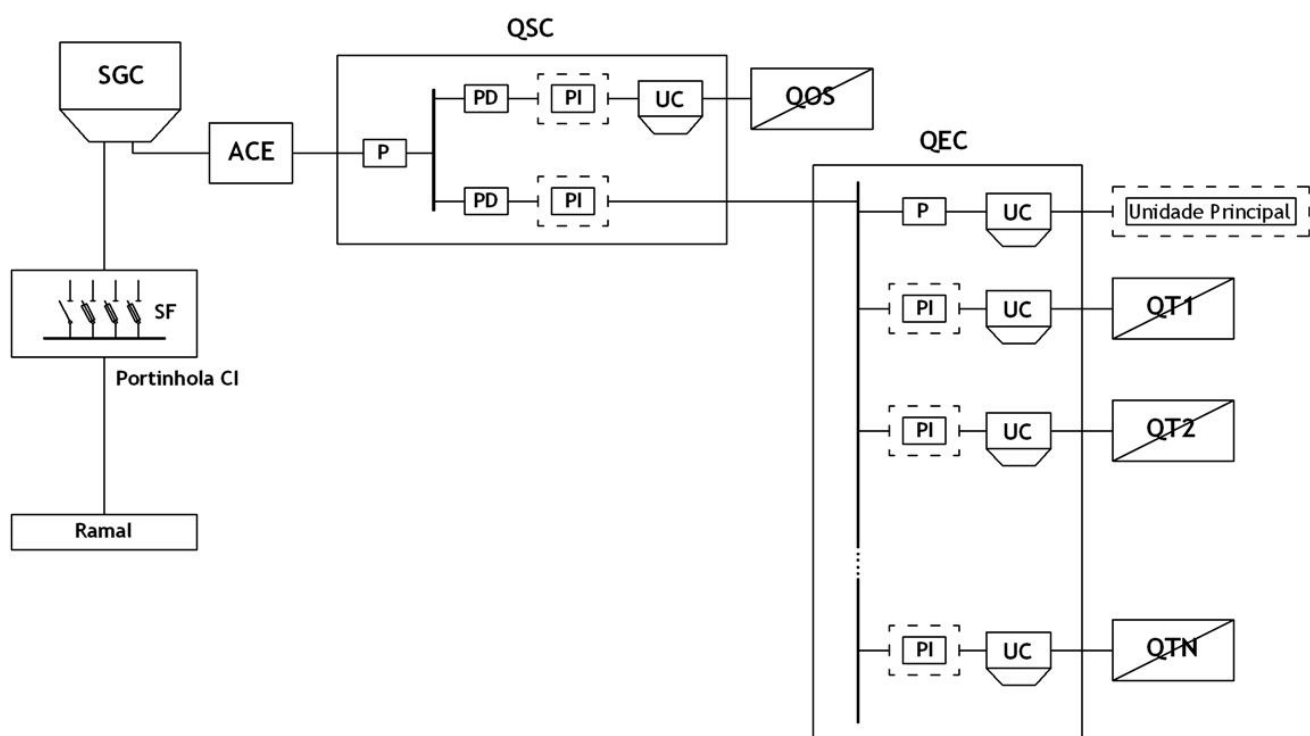 QSC
SGC
PD
PI
UC
QOS
ACE
P
QEC
PD
PI
P
UC
Unidade Principal
SF
PI
UC
QT1
Portinhola CI
PI
UC
QT2
Ramal
PI
UC
QTN